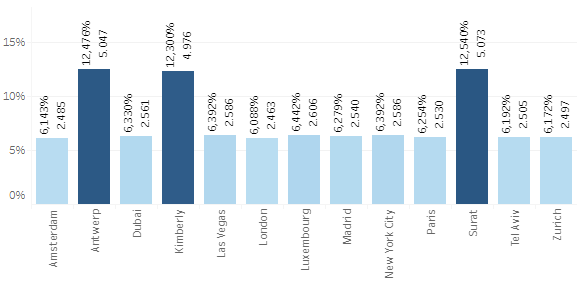 15%
10%
5%
0%
6,143%
2.485
12,476%
5.047
6,330%
2.561
12,300%
4.976
6,392%
2.586
6,088%
2.463
6,442%
2.606
6,279%
2.540
6,392%
2.586
6,254%
2.530
12,540%
5.073
6,192%
2.505
6,172%
2.497
Amsterdam
Antwerp
Dubai
Kimberly
Las Vegas
London
Luxembourg
Madrid
New York City
Paris
Surat
Tel Aviv
Zurich